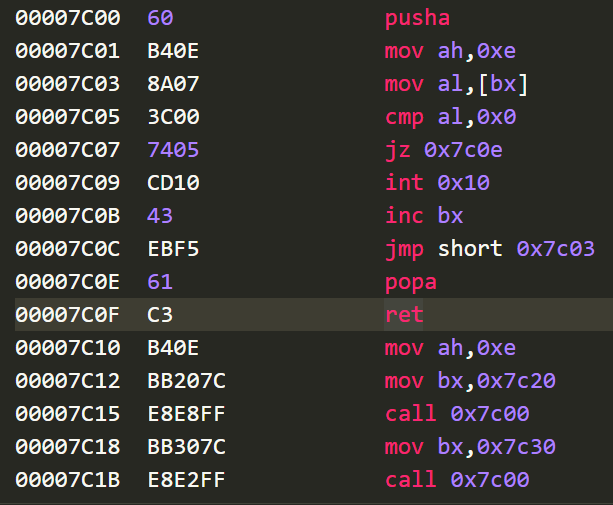 00007C00 60 pusha
00007C01 B40E mov ah,0xe
00007C03 8A07 mov al,[bx]
00007C05 3C00 cmp al,0x0
00007C07 7405 jz 0x7c0e
00007C09 CD10 int 0x10
00007C0B 43 inc bx
00007C0C EBF5 jmp short 0x7c03
00007C0E 61 popa
00007C0F C3 ret
00007C10 B40E mov ah,0xe
00007C12 BB207C mov bx,0x7c20
00007C15 E8E8FF call 0x7c00
00007C18 BB307C mov bx,0x7c30
00007C1B E8E2FF call 0x7c00